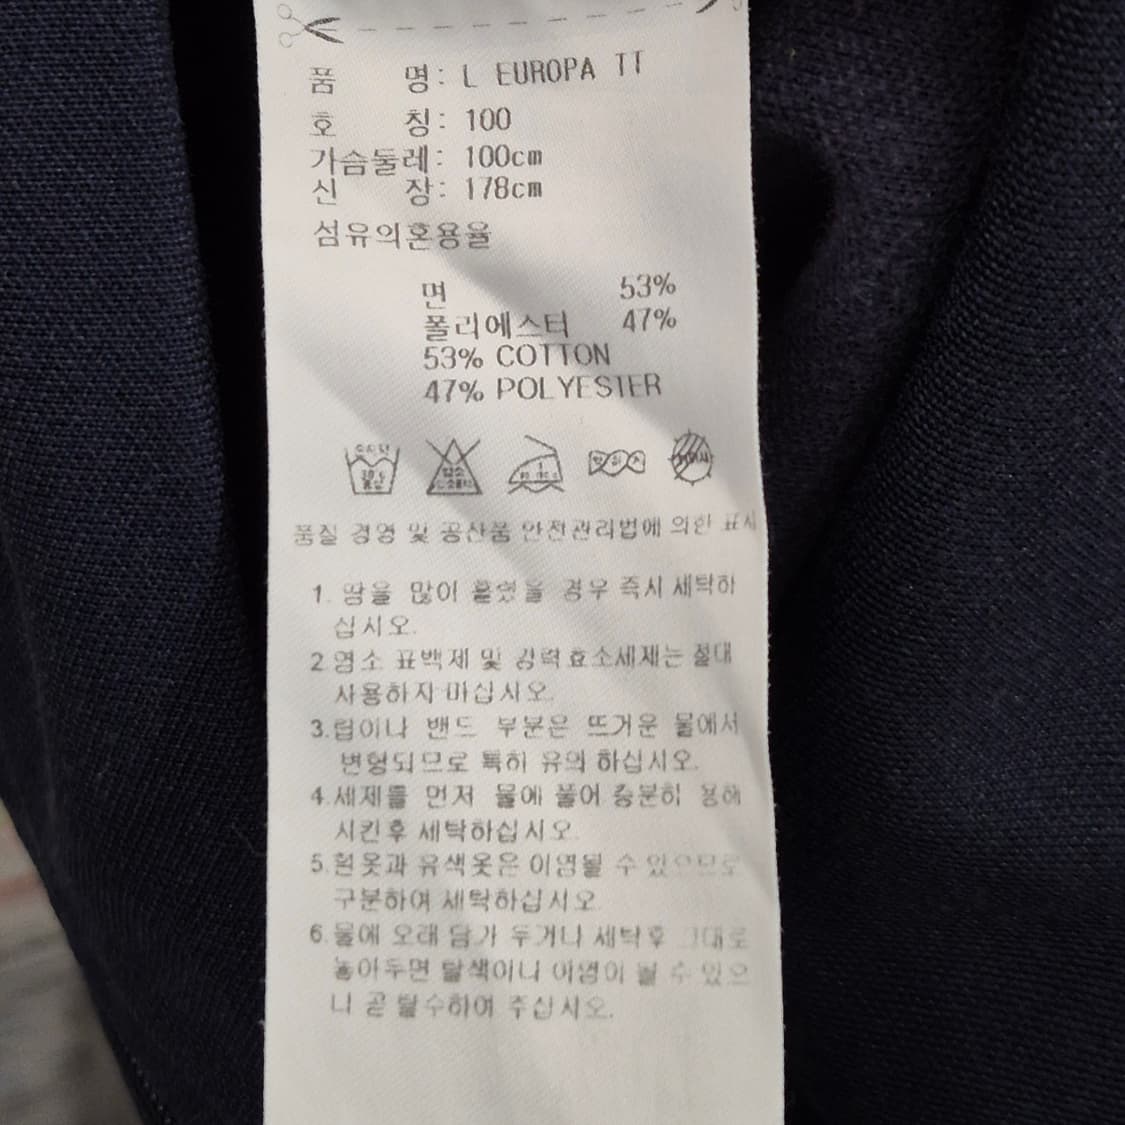 품 명: L EUROPA TT
호 칭: 100
가슴둘레: 100cm
신 장: 178cm
섬유의혼용율
면 53%
폴리에스터 47%
53% COTTON
47% POLYESTER
품질 경영 및 공산품 안전관리법에 의한 표시
1. 땀을 많이 흘렸을 경우 즉시 세탁하
십시오.
2.염소 표백제 및 강력효소세제는 절대
사용하지 마십시오.
3.립이나 밴드 부분은 뜨거운 물에서
변형되므로 특히 유의 하십시오.
4.세제를 먼저 물에 풀어 충분히 용해
시킨후 세탁하십시오.
5.흰옷과 유색옷은 이염될 수 있으므로
구분하여 세탁하십시오.
6.물에 오래 담가 두거나 세탁후 그대로
놓아두면 탈색이나 이염이 될 수 있으
니 곧 탈수하여 주십시오.